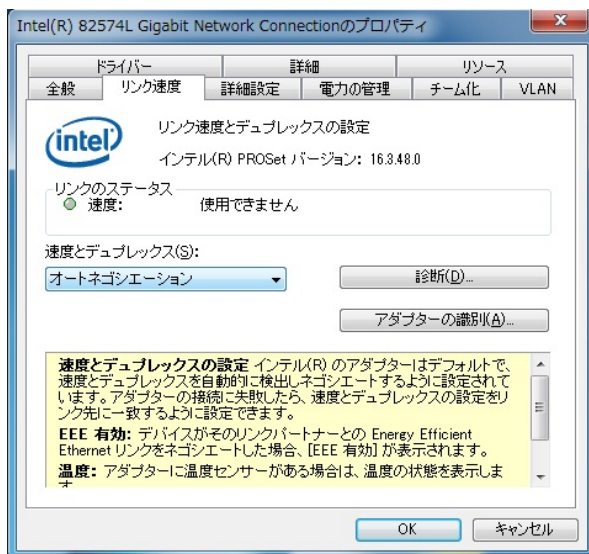 Intel(R) 82574L Gigabit Network Connectionのプロパティ
ドライバー 詳細 リソース
全般 リンク速度 詳細設定 電力の管理 チーム化 VLAN
intel
リンク速度とデュプレックスの設定
インテル(R) PROSet バージョン: 16.3.48.0
リンクのステータス
速度: 使用できません
速度とデュプレックス(S):
オートネゴシエーション
診断(D)...
アダプターの識別(A)...
速度とデュプレックスの設定 インテル(R) のアダプターはデフォルトで、
速度とデュプレックスを自動的に検出しネゴシエートするように設定されて
います。アダプターの接続に失敗したら、速度とデュプレックスの設定をリ
ンク先に一致するように設定できます。
EEE 有効: デバイスがそのリンクパートナーとの Energy Efficient
Ethernet リンクをネゴシエートした場合、[EEE 有効] が表示されます。
温度: アダプターに温度センサーがある場合は、温度の状態を表示しま
す
OK キャンセル